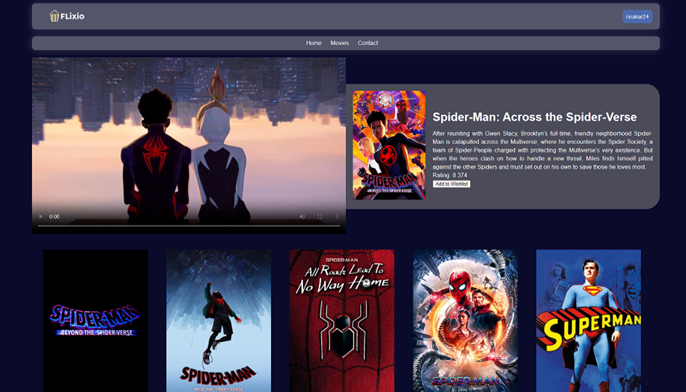 FLixio
mrakar24
Home Movies Contact
Spider-Man: Across the Spider-Verse
After reuniting with Gwen Stacy, Brooklyn's full-time, friendly neighborhood Spider-
Man is catapulted across the Multiverse, where he encounters the Spider Society, a
team of Spider-People charged with protecting the Multiverse's very existence. But
when the heroes clash on how to handle a new threat, Miles finds himself pitted
against the other Spiders and must set out on his own to save those he loves most.
Rating 8.374
Add to Wishlist
0:00
SPIDER-MAN
SPIDER-MAN
BEYOND THE SPIDER-VERSE
SPIDER-MAN
SPIDER-MAN
All Roads Lead To
No Way Home
SPIDER-MAN
SUPERMAN